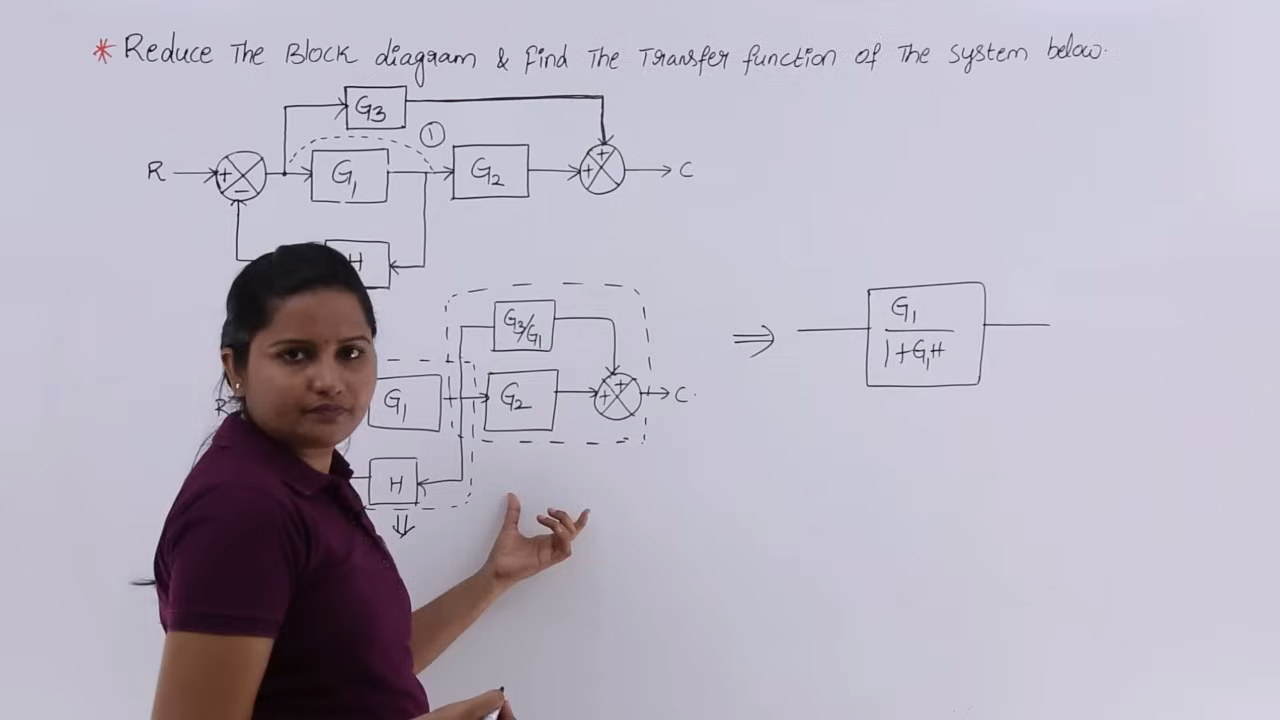 * Reduce The Block diagram & find The Transfer function of The system below.
G3
1
R + − G1 G2 + + C
H
G3/G1
R G1 G2 + + C.
H
⇓
⇒ G1
1+G1H